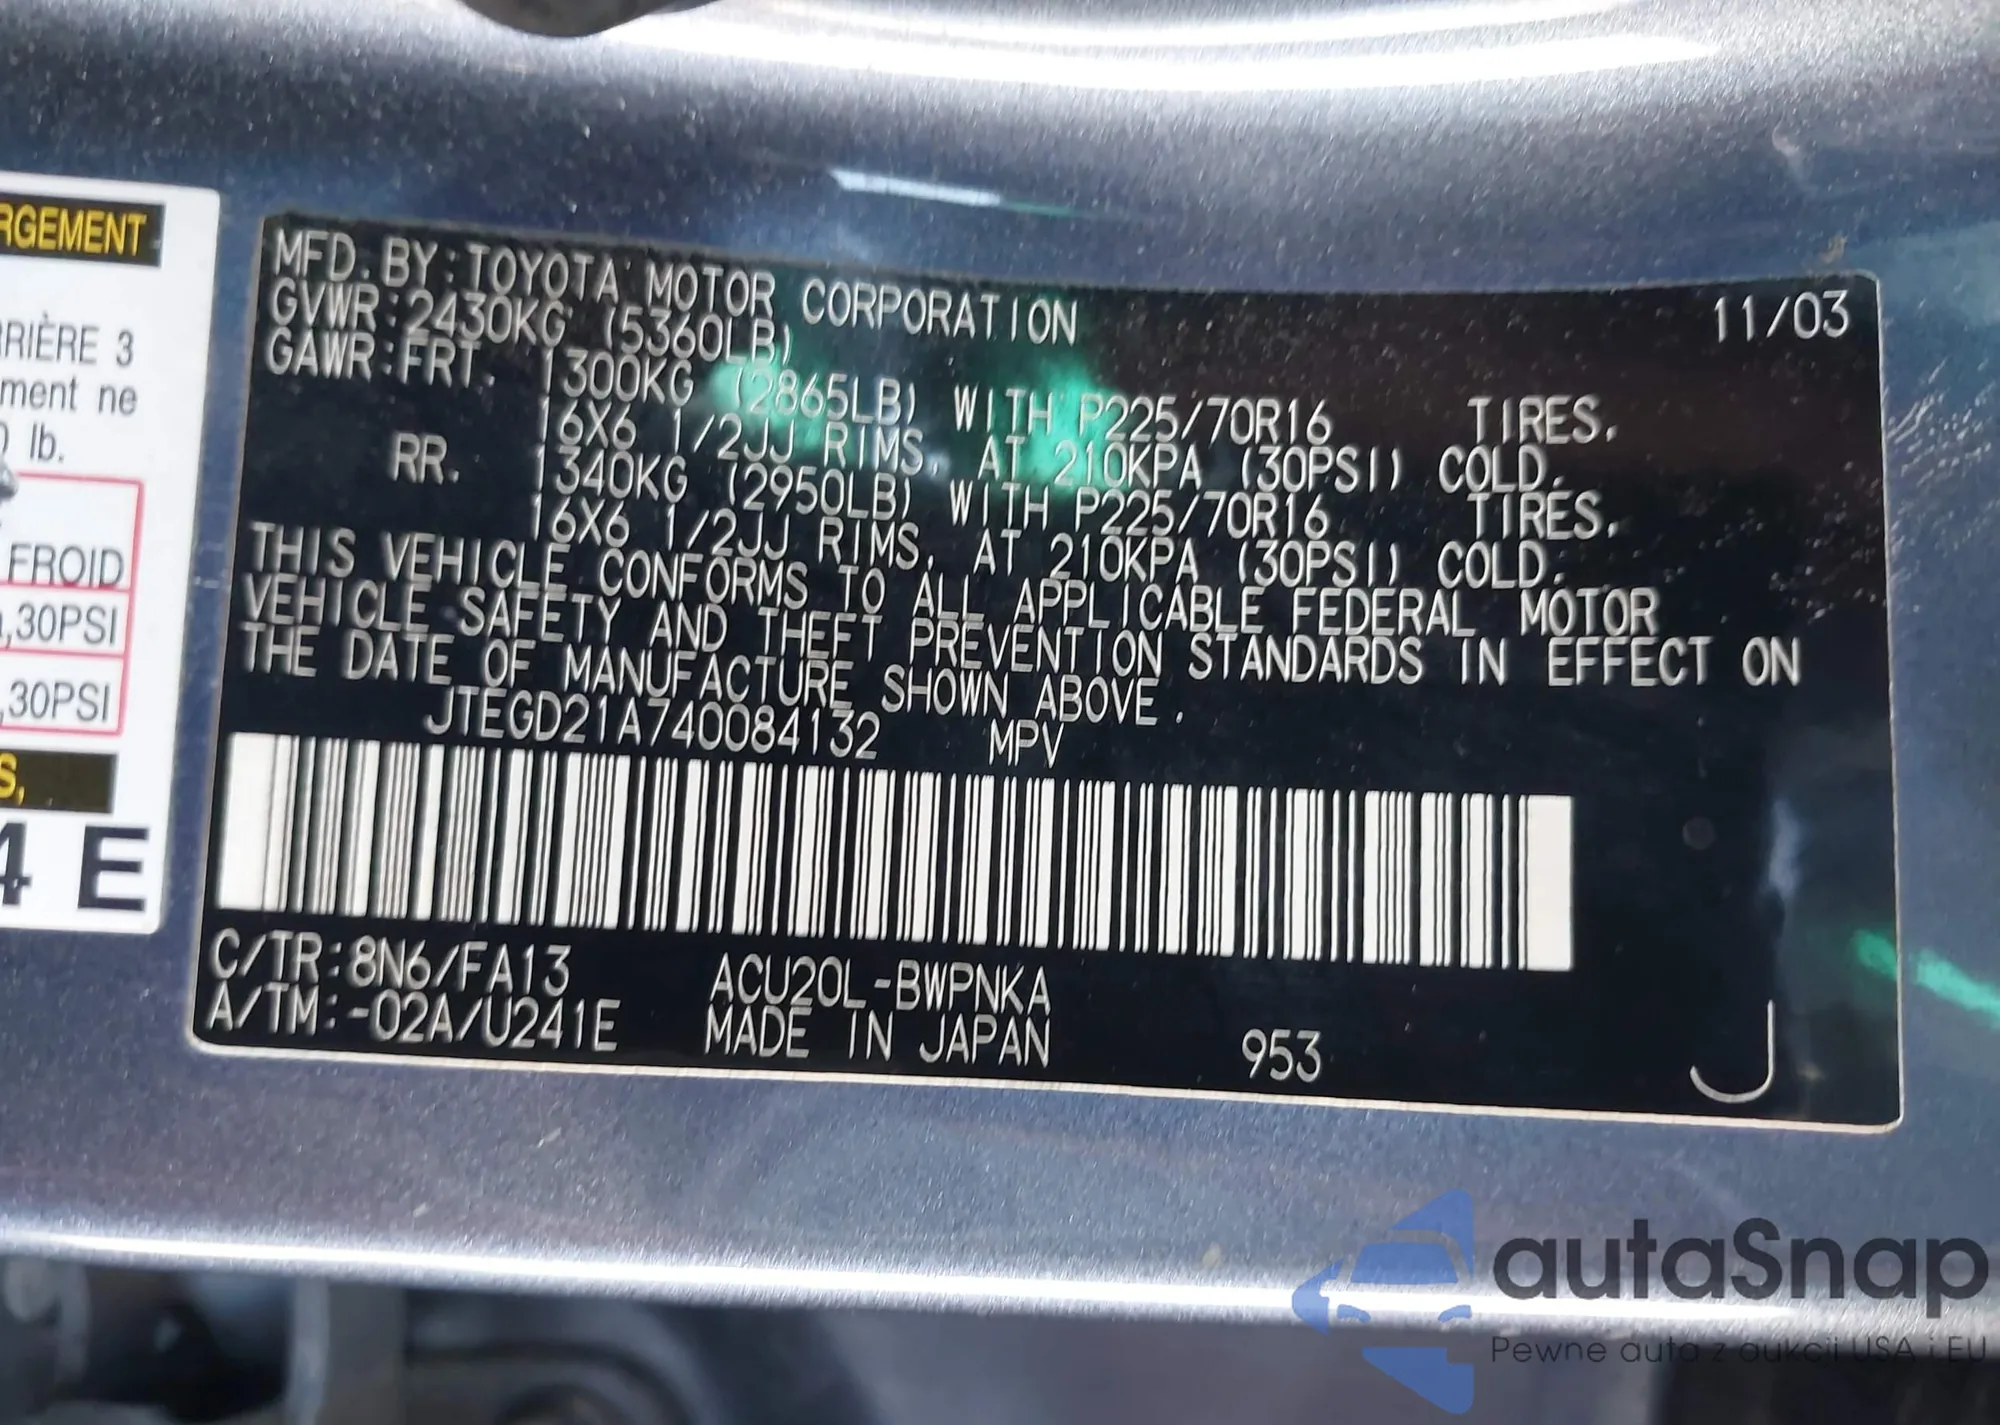 RGEMENT
RRIÈRE 3
ment ne
lb.
FROID
,30PSI
,30PSI
S,
4 E
MFD. BY: TOYOTA MOTOR CORPORATION 11/03
GVWR: 2430KG (5360LB)
GAWR: FRT. 1300KG (2865LB) WITH P225/70R16 TIRES,
16X6 1/2JJ RIMS, AT 210KPA (30PSI) COLD.
RR. 1340KG (2950LB) WITH P225/70R16 TIRES,
16X6 1/2JJ RIMS, AT 210KPA (30PSI) COLD.
THIS VEHICLE CONFORMS TO ALL APPLICABLE FEDERAL MOTOR
VEHICLE SAFETY AND THEFT PREVENTION STANDARDS IN EFFECT ON
THE DATE OF MANUFACTURE SHOWN ABOVE.
JTEGD21A740084132 MPV
C/TR: 8N6/FA13 ACU20L-BWPNKA
A/TM: -02A/U241E MADE IN JAPAN 953 J
autaSnap
Pewne auta z aukcji USA i EU